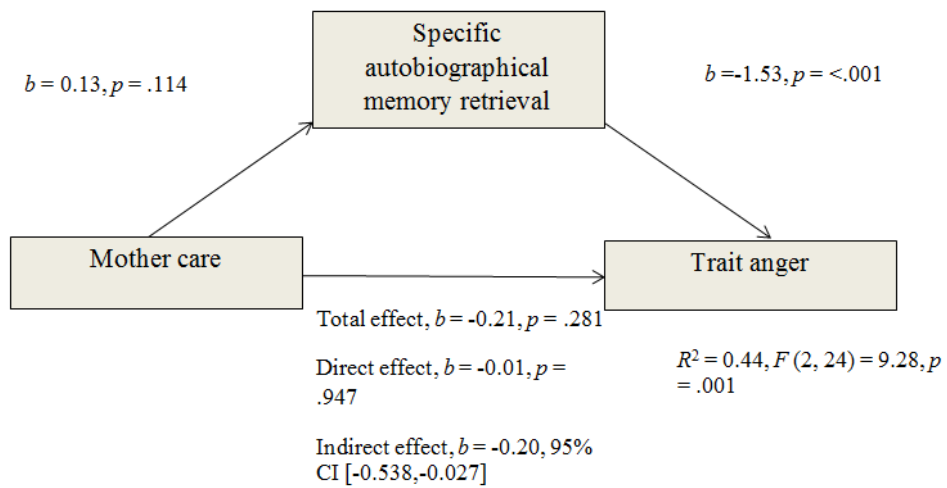 Specific
autobiographical
memory retrieval
b = 0.13, p = .114
b =-1.53, p = <.001
Mother care
Trait anger
Total effect, b = -0.21, p = .281
Direct effect, b = -0.01, p =
.947
Indirect effect, b = -0.20, 95%
CI [-0.538,-0.027]
R² = 0.44, F (2, 24) = 9.28, p
= .001